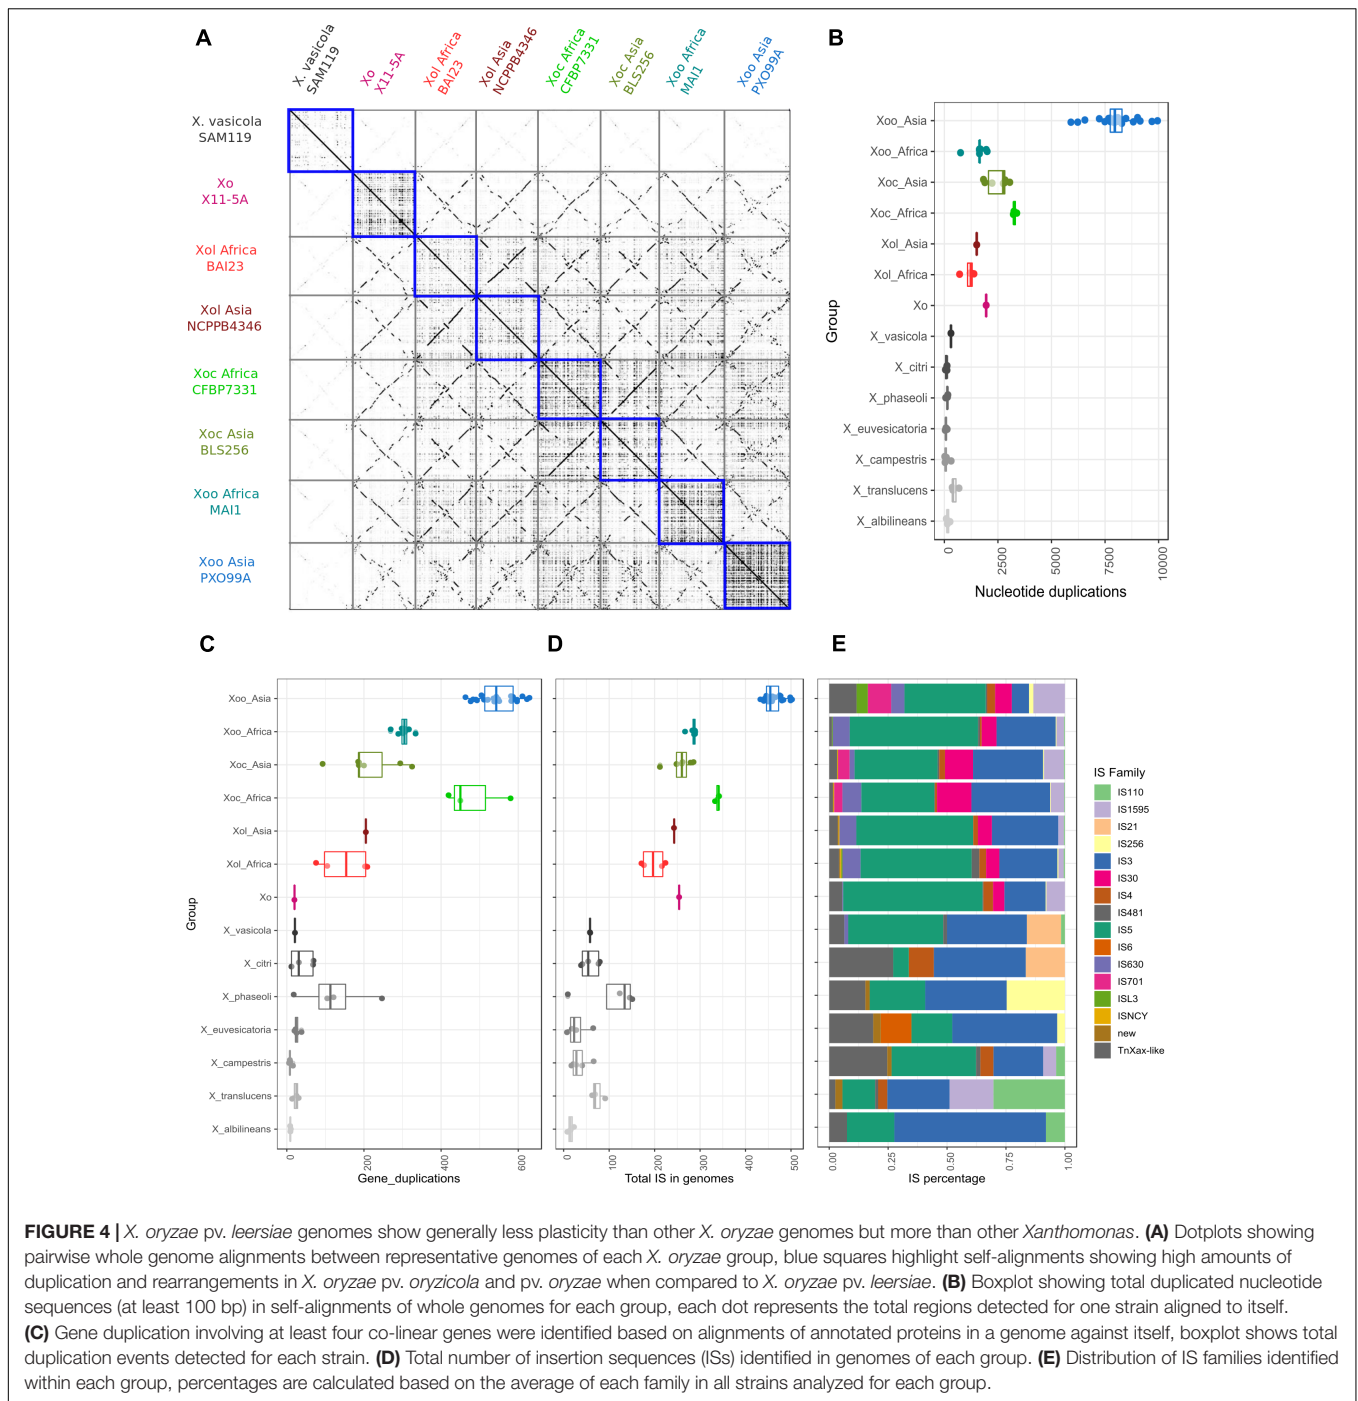 A
X. vasicola
SAM119
Xo
X11-5A
Xol Africa
BAI23
Xol Asia
NCPPB4346
Xoc Africa
CFBP7331
Xoc Asia
BLS256
Xoo Africa
MAI1
Xoo Asia
PXO99A
X. vasicola
SAM119
Xo
X11-5A
Xol Africa
BAI23
Xol Asia
NCPPB4346
Xoc Africa
CFBP7331
Xoc Asia
BLS256
Xoo Africa
MAI1
Xoo Asia
PXO99A
B
Group
Xoo_Asia
Xoo_Africa
Xoc_Asia
Xoc_Africa
Xol_Asia
Xol_Africa
Xo
X_vasicola
X_citri
X_phaseoli
X_euvesicatoria
X_campestris
X_translucens
X_albilineans
0
2500
5000
7500
10000
Nucleotide duplications
C
Group
Xoo_Asia
Xoo_Africa
Xoc_Asia
Xoc_Africa
Xol_Asia
Xol_Africa
Xo
X_vasicola
X_citri
X_phaseoli
X_euvesicatoria
X_campestris
X_translucens
X_albilineans
0
200
400
600
Gene_duplications
D
0
100
200
300
400
500
Total IS in genomes
E
0.00
0.25
0.50
0.75
1.00
IS percentage
IS Family
IS110
IS1595
IS21
IS256
IS3
IS30
IS4
IS481
IS5
IS6
IS630
IS701
ISL3
ISNCY
new
TnXax-like
FIGURE 4 | X. oryzae pv. leersiae genomes show generally less plasticity than other X. oryzae genomes but more than other Xanthomonas. (A) Dotplots showing
pairwise whole genome alignments between representative genomes of each X. oryzae group, blue squares highlight self-alignments showing high amounts of
duplication and rearrangements in X. oryzae pv. oryzicola and pv. oryzae when compared to X. oryzae pv. leersiae. (B) Boxplot showing total duplicated nucleotide
sequences (at least 100 bp) in self-alignments of whole genomes for each group, each dot represents the total regions detected for one strain aligned to itself.
(C) Gene duplication involving at least four co-linear genes were identified based on alignments of annotated proteins in a genome against itself, boxplot shows total
duplication events detected for each strain. (D) Total number of insertion sequences (ISs) identified in genomes of each group. (E) Distribution of IS families identified
within each group, percentages are calculated based on the average of each family in all strains analyzed for each group.